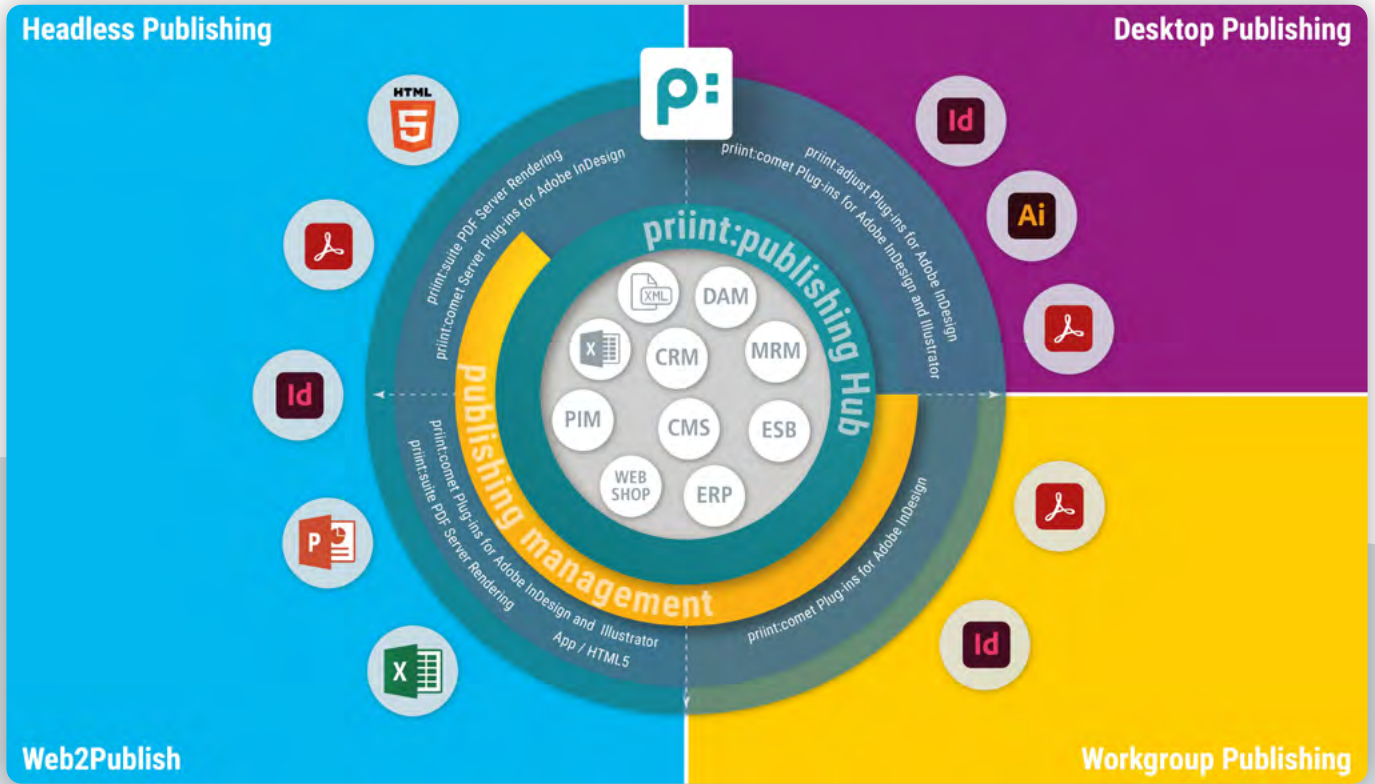 Headless Publishing
Desktop Publishing
HTML
5
p:
Id
Ai
priint:suite PDF Server Rendering
priint:comet Server Plug-ins for Adobe InDesign
priint:adjust Plug-ins for Adobe InDesign
priint:comet Plug-ins for Adobe InDesign and Illustrator
priint:publishing Hub
XML
DAM
X
CRM
MRM
PIM
CMS
ESB
WEB
SHOP
ERP
Id
publishing management
priint:comet Plug-ins for Adobe InDesign and Illustrator
priint:suite PDF Server Rendering
App / HTML5
priint:comet Plug-ins for Adobe InDesign
P
X
Id
Web2Publish
Workgroup Publishing